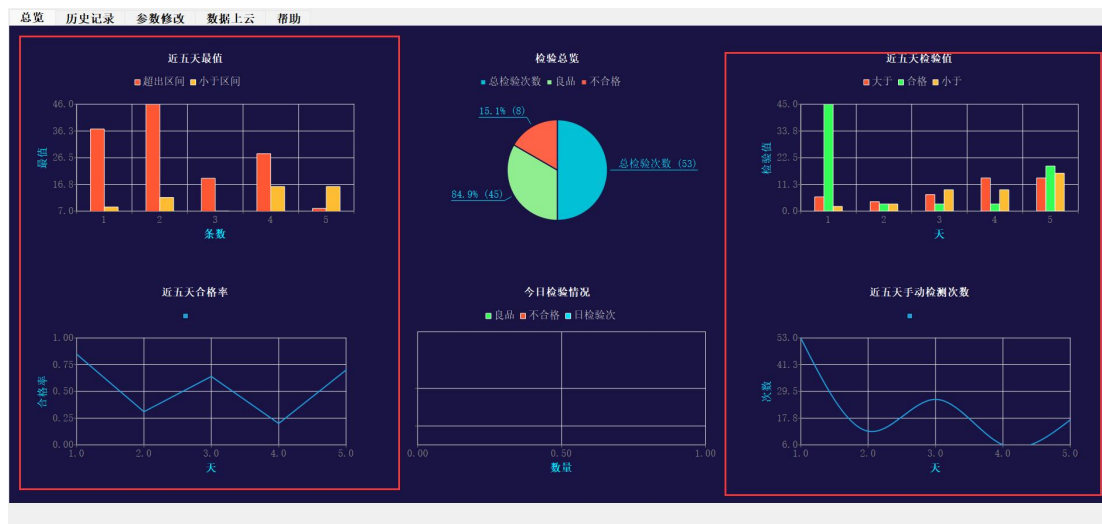 总览 历史记录 参数修改 数据上云 帮助
近五天最值
超出区间 小于区间
46.0
36.3
26.5
16.8
7.0
最值
1 2 3 4 5
条数
检验总览
总检验次数 良品 不合格
15.1% (8)
总检验次数 (53)
84.9% (45)
近五天检验值
大于 合格 小于
45.0
33.8
22.5
11.3
0.0
检验值
1 2 3 4 5
天
近五天合格率
1.00
0.75
0.50
0.25
0.00
合格率
1.0 2.0 3.0 4.0 5.0
天
今日检验情况
良品 不合格 日检验次
0.00 0.50 1.00
数量
近五天手动检测次数
53.0
41.3
29.5
17.8
6.0
次数
1.0 2.0 3.0 4.0 5.0
天